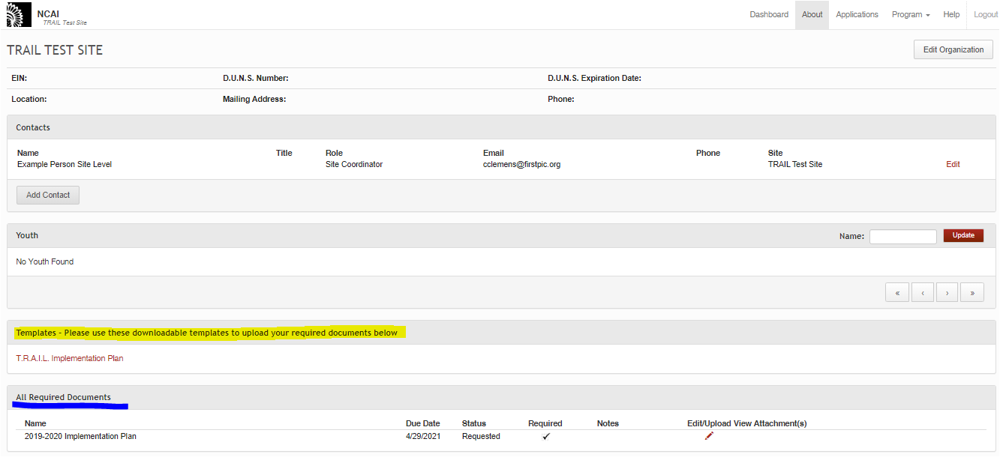 NCAI
TRAIL Test Site
Dashboard About Applications Program Help Logout
TRAIL TEST SITE
Edit Organization
EIN: D.U.N.S. Number: D.U.N.S. Expiration Date:
Location: Mailing Address: Phone:
Contacts
Name Title Role Email Phone Site
Example Person Site Level Site Coordinator cclemens@firstpic.org TRAIL Test Site Edit
Add Contact
Youth Name: Update
No Youth Found
« ‹ › »
Templates - Please use these downloadable templates to upload your required documents below
T.R.A.I.L. Implementation Plan
All Required Documents
Name Due Date Status Required Notes Edit/Upload View Attachment(s)
2019-2020 Implementation Plan 4/29/2021 Requested ✓